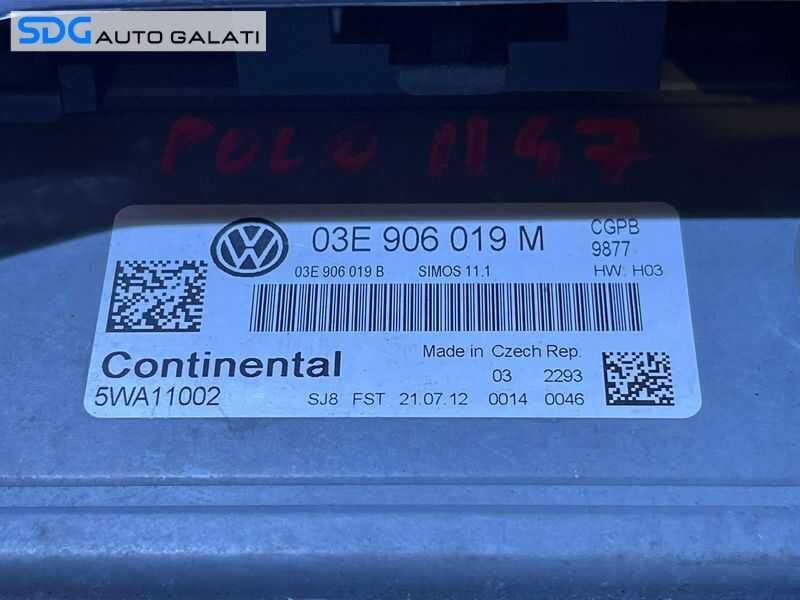 SDG AUTO GALATI
POLO 1147
03E 906 019 M
CGPB
9877
03E 906 019 B SIMOS 11.1 HW: H03
Continental
5WA11002
Made in Czech Rep.
03 2293
SJ8 FST 21.07.12 0014 0046